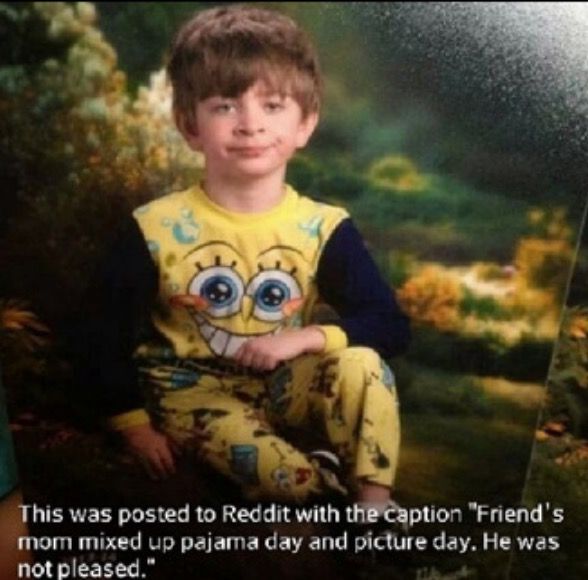 This was posted to Reddit with the caption "Friend's
mom mixed up pajama day and picture day. He was
not pleased."